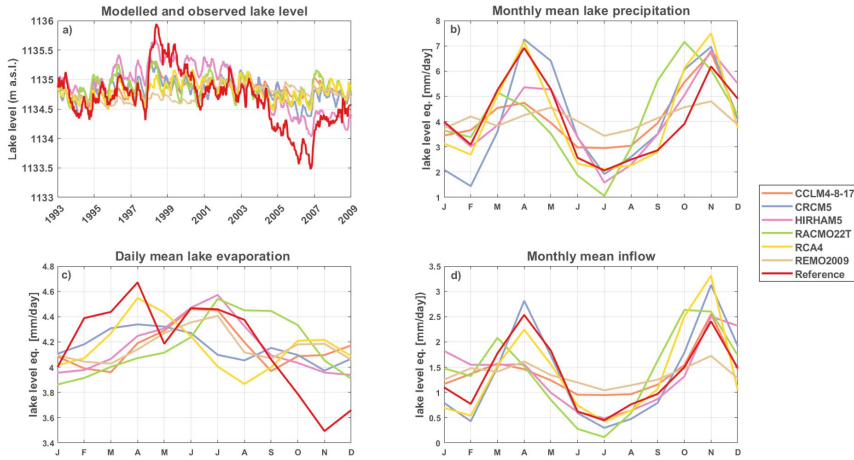 Modelled and observed lake level
a)
Lake level (m a.s.l.)
1136
1135.5
1135
1134.5
1134
1133.5
1133
1993
1995
1997
1999
2001
2003
2005
2007
2009
Monthly mean lake precipitation
b)
lake level eq. [mm/day]
8
7
6
5
4
3
2
1
J F M A M J J A S O N D
CCLM4-8-17
CRCM5
HIRHAM5
RACMO22T
RCA4
REMO2009
Reference
Daily mean lake evaporation
c)
lake level eq. [mm/day]
4.8
4.6
4.4
4.2
4
3.8
3.6
3.4
J F M A M J J A S O N D
Monthly mean inflow
d)
lake level eq. [mm/day])
3.5
3
2.5
2
1.5
1
0.5
0
J F M A M J J A S O N D